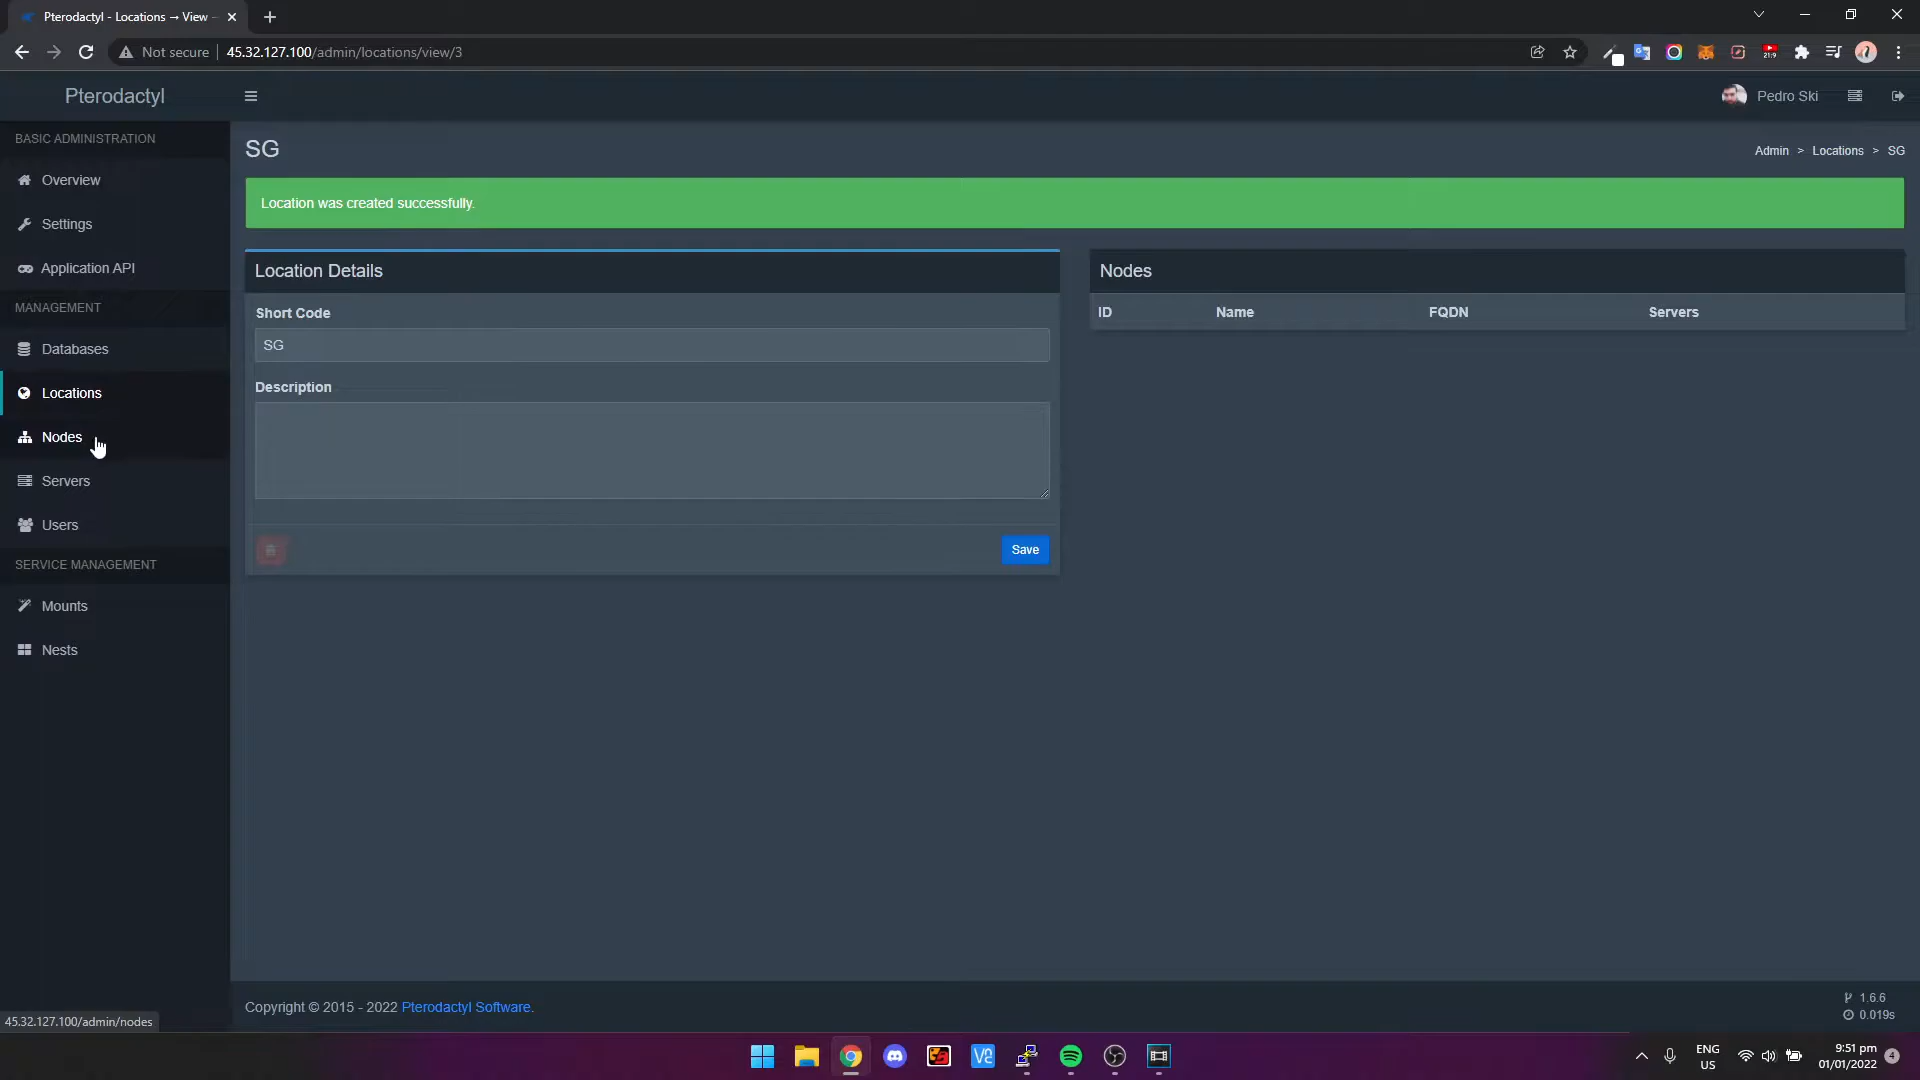 Pterodactyl - Locations → View -
Not secure
45.32.127.100/admin/locations/view/3
21:9
Pterodactyl
Pedro Ski
BASIC ADMINISTRATION
Overview
Settings
Application API
MANAGEMENT
Databases
Locations
Nodes
Servers
Users
SERVICE MANAGEMENT
Mounts
Nests
SG
Admin > Locations > SG
Location was created successfully.
Location Details
Short Code
SG
Description
Save
Nodes
ID Name FQDN Servers
Copyright © 2015 - 2022 Pterodactyl Software.
1.6.6
0.019s
45.32.127.100/admin/nodes
ENG
US
9:51 pm
01/01/2022
4